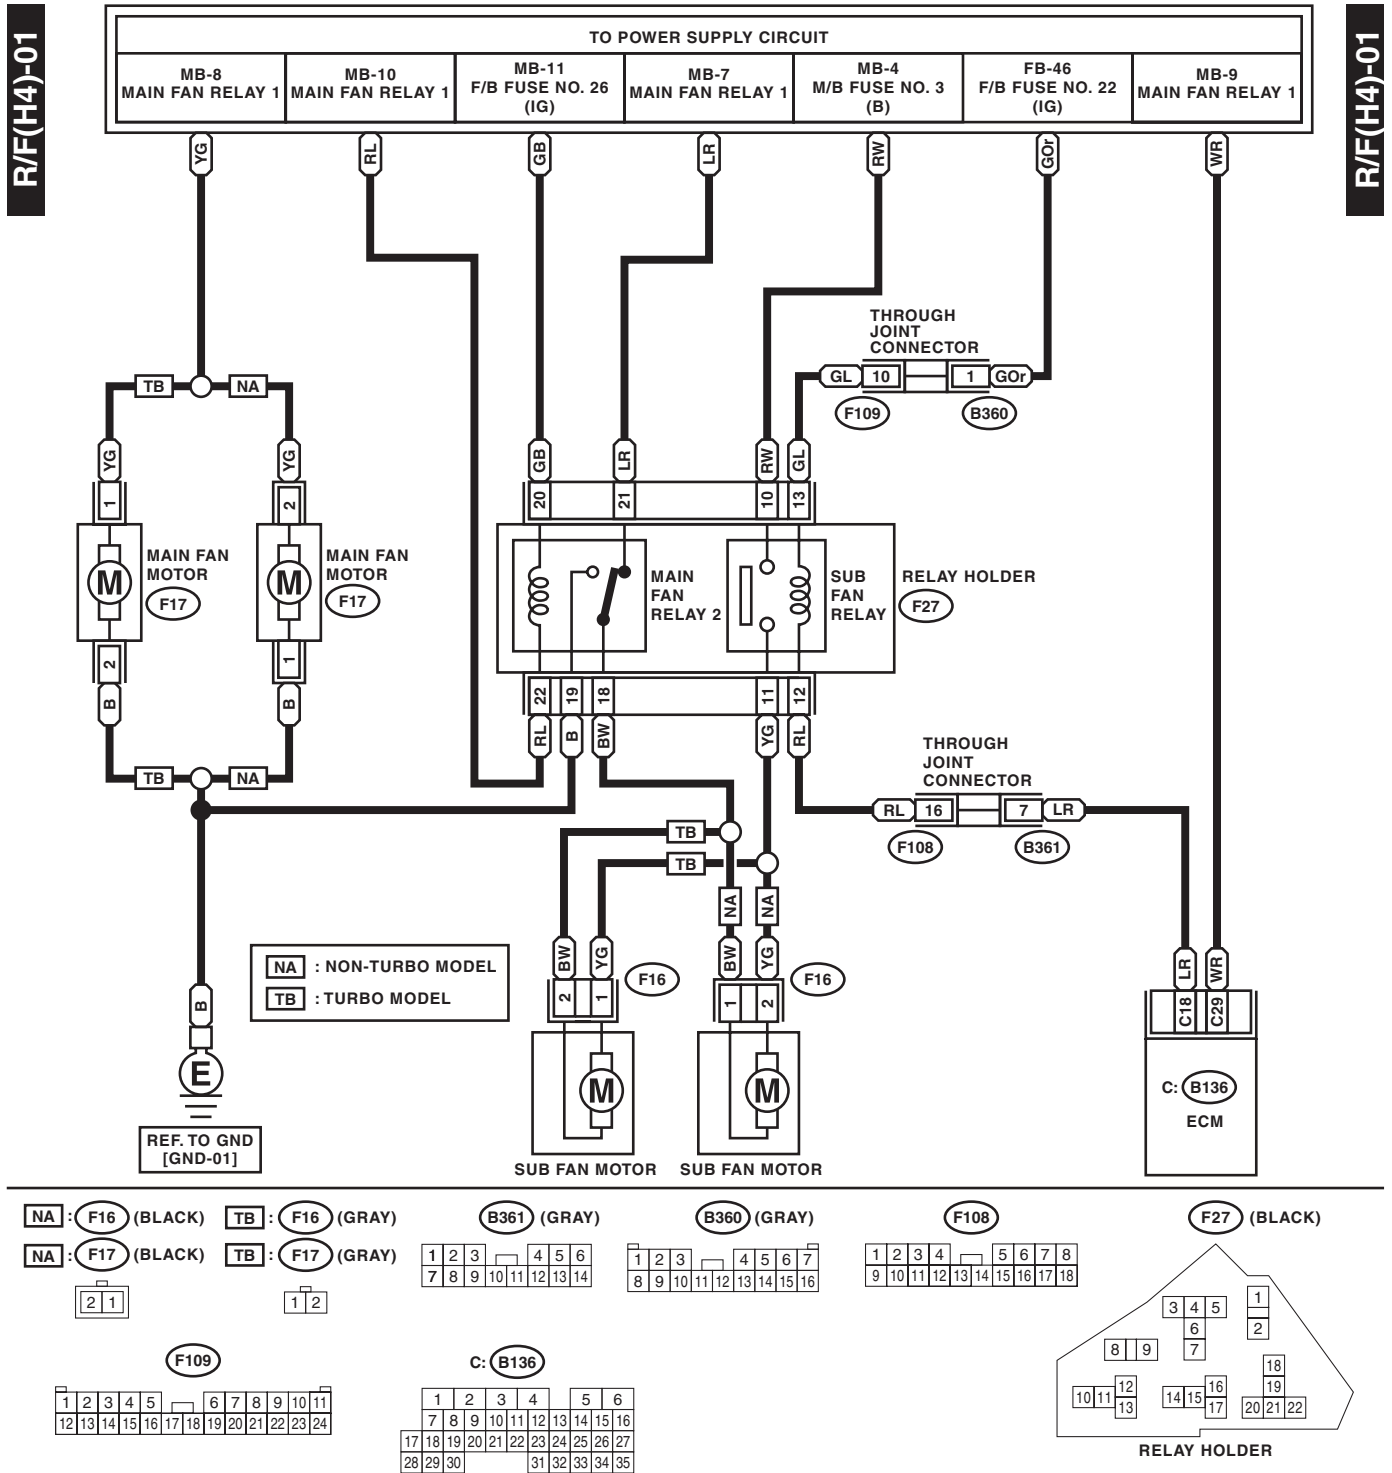 R/F(H4)-01
R/F(H4)-01
TO POWER SUPPLY CIRCUIT
MB-8
MAIN FAN RELAY 1
MB-10
MAIN FAN RELAY 1
MB-11
F/B FUSE NO. 26
(IG)
MB-7
MAIN FAN RELAY 1
MB-4
M/B FUSE NO. 3
(B)
FB-46
F/B FUSE NO. 22
(IG)
MB-9
MAIN FAN RELAY 1
YG
RL
GB
LR
RW
GOr
WR
THROUGH
JOINT
CONNECTOR
GL 10 1 GOr
F109 B360
TB NA
YG YG GB LR RW GL
1 2 20 21 10 13
M
MAIN FAN
MOTOR
F17
M
MAIN FAN
MOTOR
F17
MAIN
FAN
RELAY 2
SUB
FAN
RELAY
RELAY HOLDER
F27
2 1 22 19 18 11 12
B B RL B BW YG RL
TB NA
THROUGH
JOINT
CONNECTOR
RL 16 7 LR
F108 B361
TB
TB
NA NA
BW YG F16 BW YG F16
2 1 1 2
NA : NON-TURBO MODEL
TB : TURBO MODEL
LR WR
C18 C29
B
E
REF. TO GND
[GND-01]
M
SUB FAN MOTOR
M
SUB FAN MOTOR
C: B136
ECM
NA : F16 (BLACK) TB : F16 (GRAY)
NA : F17 (BLACK) TB : F17 (GRAY)
2 1
1 2
B361 (GRAY)
1 2 3 4 5 6
7 8 9 10 11 12 13 14
B360 (GRAY)
1 2 3 4 5 6 7
8 9 10 11 12 13 14 15 16
F108
1 2 3 4 5 6 7 8
9 10 11 12 13 14 15 16 17 18
F27 (BLACK)
1
3 4 5
2
6
8 9 7
18
12 16 19
10 11 14 15
13 17 20 21 22
RELAY HOLDER
F109
1 2 3 4 5 6 7 8 9 10 11
12 13 14 15 16 17 18 19 20 21 22 23 24
C: B136
1 2 3 4 5 6
7 8 9 10 11 12 13 14 15 16
17 18 19 20 21 22 23 24 25 26 27
28 29 30 31 32 33 34 35